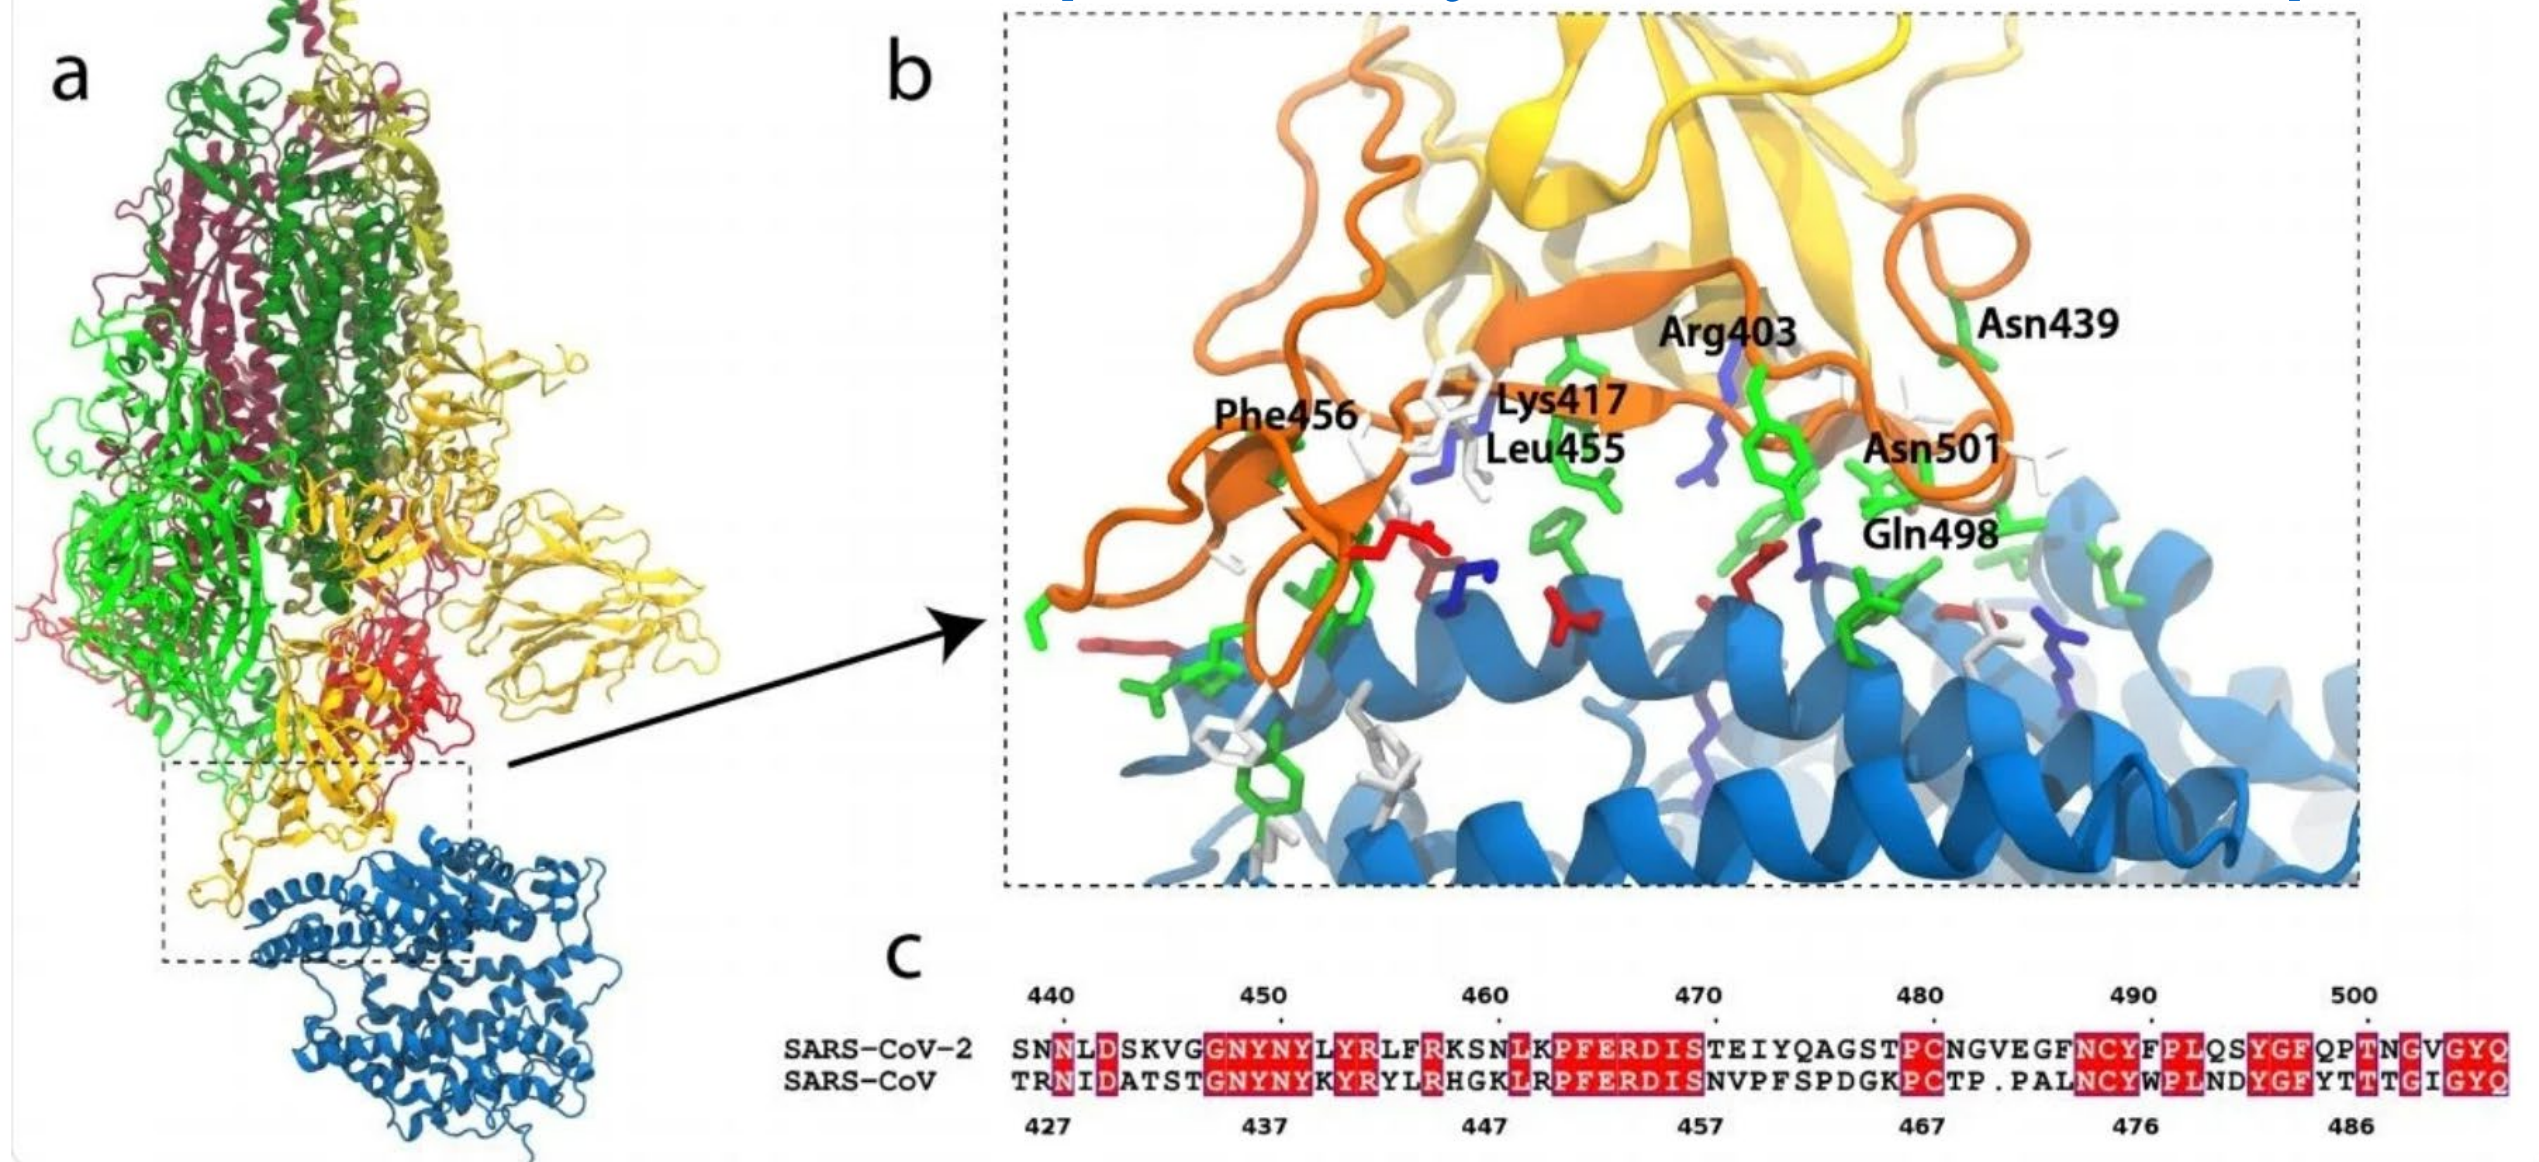 a
b
Asn439
Arg403
Phe456
Lys417
Leu455
Asn501
Gln498
c
440 450 460 470 480 490 500
SARS-CoV-2 SNNLDSKVGGNYNYLYRLFRKSNLKPFERDISTEIYQAGSTPCNGVEGFNCYFPLQSYGFQPTNGVGYQ
SARS-CoV TRNIDATSTGNYNYKYRYLRHGKLRPFERDISNVPFSPDGKPCTP.PALNCYWPLNDYGFYTTTGIGYQ
427 437 447 457 467 476 486